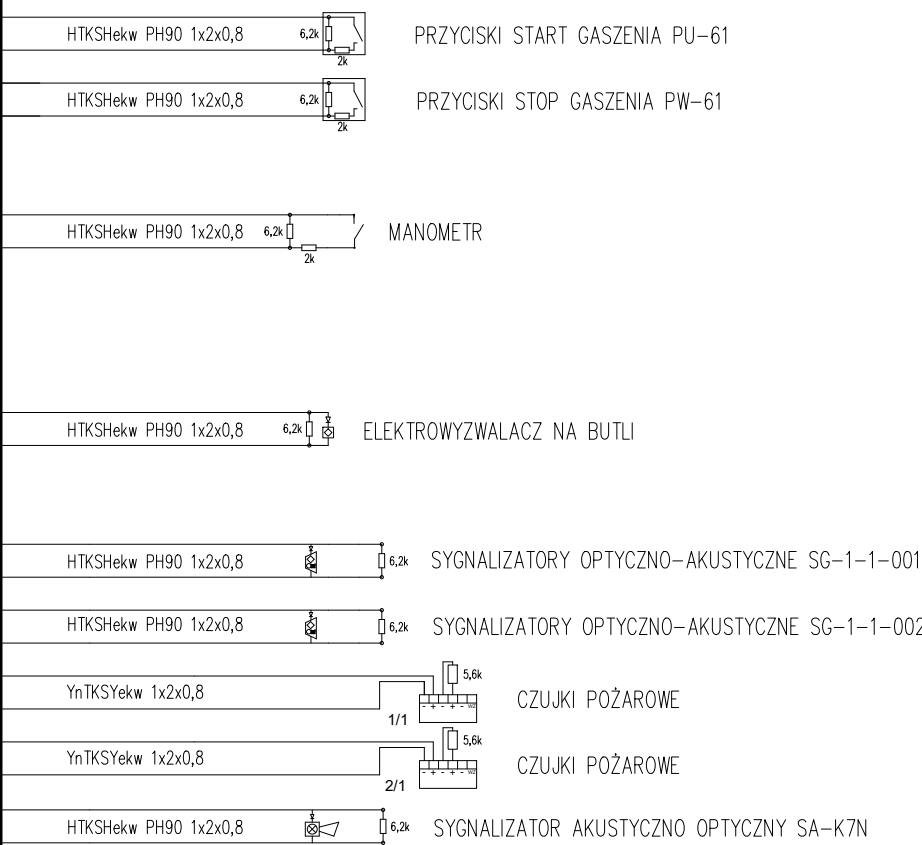 HTKSHekw PH90 1x2x0,8 6,2k PRZYCISKI START GASZENIA PU-61
2k
HTKSHekw PH90 1x2x0,8 6,2k PRZYCISKI STOP GASZENIA PW-61
2k
HTKSHekw PH90 1x2x0,8 6,2k MANOMETR
2k
HTKSHekw PH90 1x2x0,8 6,2k ELEKTROWYZWALACZ NA BUTLI
HTKSHekw PH90 1x2x0,8 6,2k SYGNALIZATORY OPTYCZNO-AKUSTYCZNE SG-1-1-001
HTKSHekw PH90 1x2x0,8 6,2k SYGNALIZATORY OPTYCZNO-AKUSTYCZNE SG-1-1-002
5,6k
YnTKSYekw 1x2x0,8 CZUJKI POŻAROWE
- + - + - WZ
1/1
5,6k
YnTKSYekw 1x2x0,8 CZUJKI POŻAROWE
- + - + - WZ
2/1
HTKSHekw PH90 1x2x0,8 6,2k SYGNALIZATOR AKUSTYCZNO OPTYCZNY SA-K7N